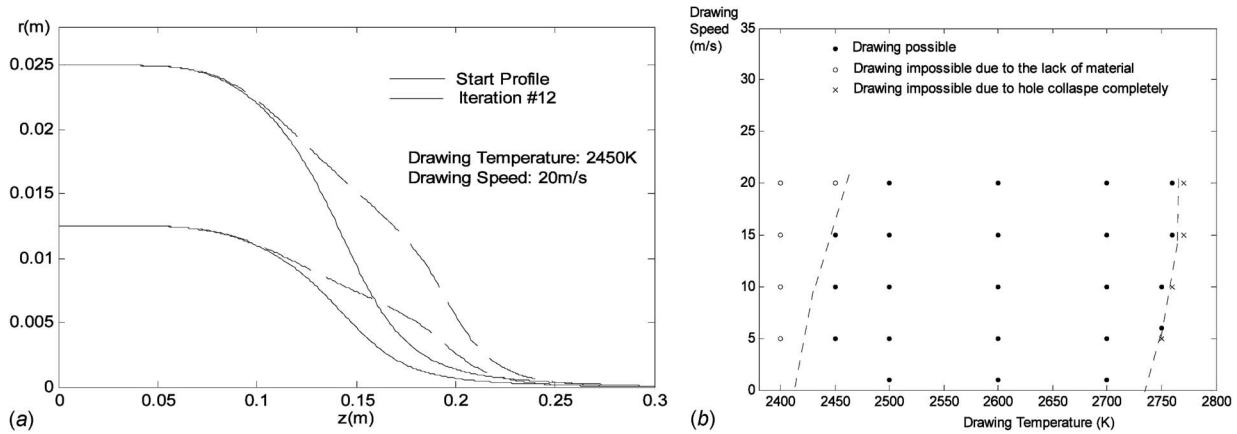 r(m)
0.025
0.02
0.015
0.01
0.005
0
Start Profile
Iteration #12
Drawing Temperature: 2450K
Drawing Speed: 20m/s
0 0.05 0.1 0.15 0.2 0.25 0.3
z(m)
(a)
Drawing
Speed
(m/s)
35
30
25
20
15
10
5
0
Drawing possible
Drawing impossible due to the lack of material
Drawing impossible due to hole collaspe completely
2400 2450 2500 2550 2600 2650 2700 2750 2800
Drawing Temperature (K)
(b)